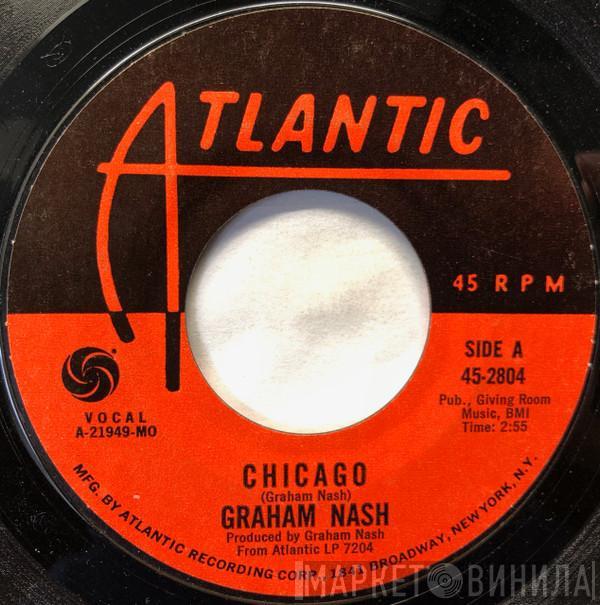 ATLANTIC
45 RPM
SIDE A
45-2804
Pub., Giving Room
Music, BMI
Time: 2:55
VOCAL
A-21949-MO
CHICAGO
(Graham Nash)
GRAHAM NASH
Produced by Graham Nash
From Atlantic LP 7204
MFG. BY ATLANTIC RECORDING CORP., 1841 BROADWAY, NEW YORK, N.Y.
МАРКЕТ ВИНИЛА